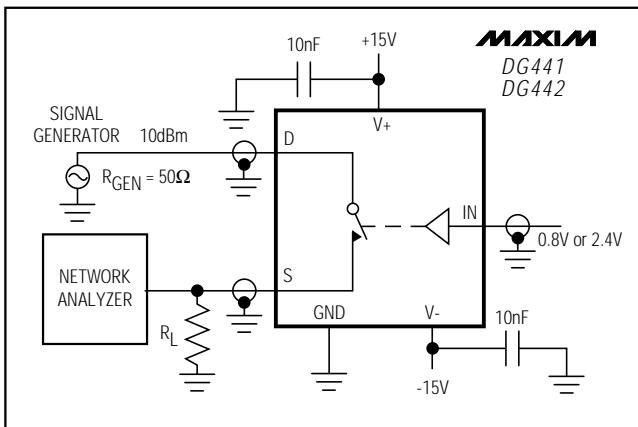 10nF
+15V
MAXIM
DG441
DG442
SIGNAL
GENERATOR
10dBm
D
V+
RGEN = 50Ω
IN
0.8V or 2.4V
NETWORK
ANALYZER
S
RL
GND
V-
10nF
-15V